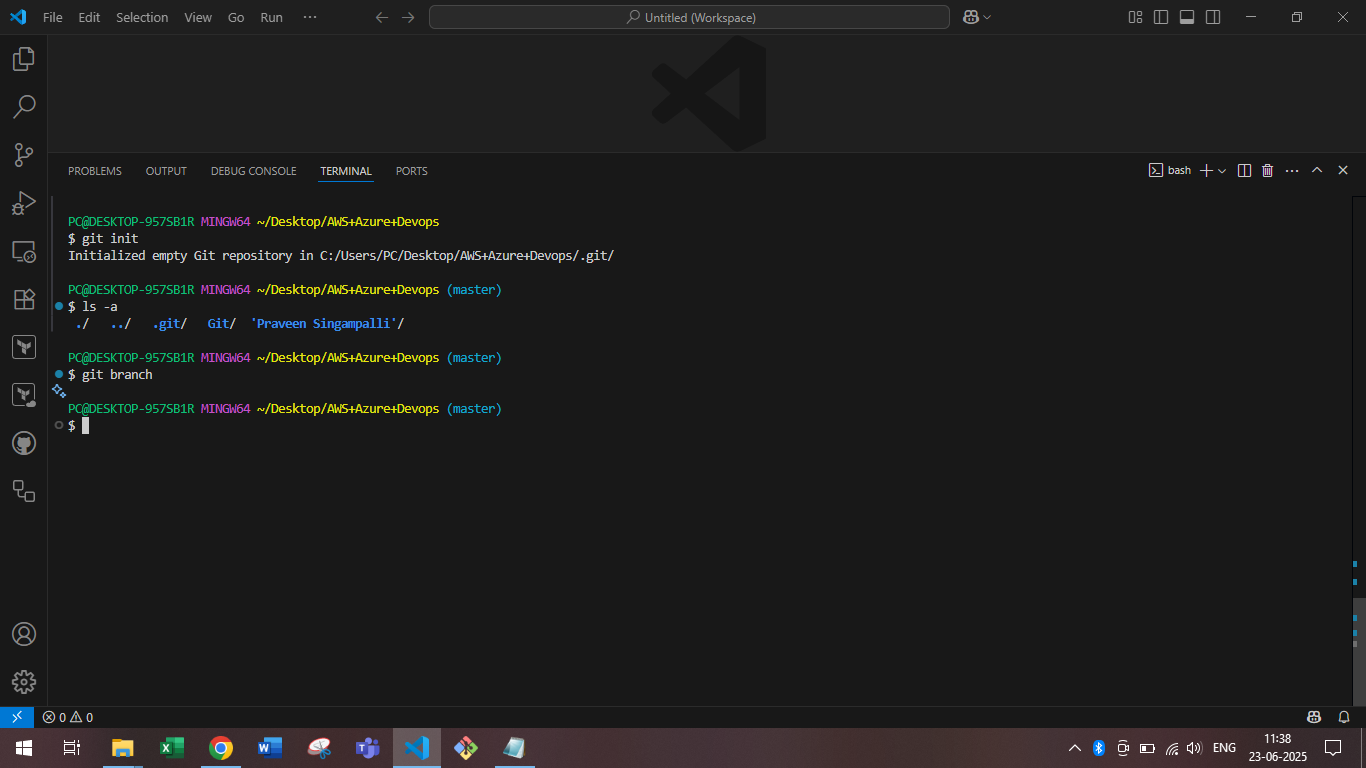 File Edit Selection View Go Run ··· Untitled (Workspace)
PROBLEMS OUTPUT DEBUG CONSOLE TERMINAL PORTS bash
PC@DESKTOP-957SB1R MINGW64 ~/Desktop/AWS+Azure+Devops
$ git init
Initialized empty Git repository in C:/Users/PC/Desktop/AWS+Azure+Devops/.git/
PC@DESKTOP-957SB1R MINGW64 ~/Desktop/AWS+Azure+Devops (master)
$ ls -a
./ ../ .git/ Git/ 'Praveen Singampalli'/
PC@DESKTOP-957SB1R MINGW64 ~/Desktop/AWS+Azure+Devops (master)
$ git branch
PC@DESKTOP-957SB1R MINGW64 ~/Desktop/AWS+Azure+Devops (master)
$
0 0
ENG 11:38
23-06-2025